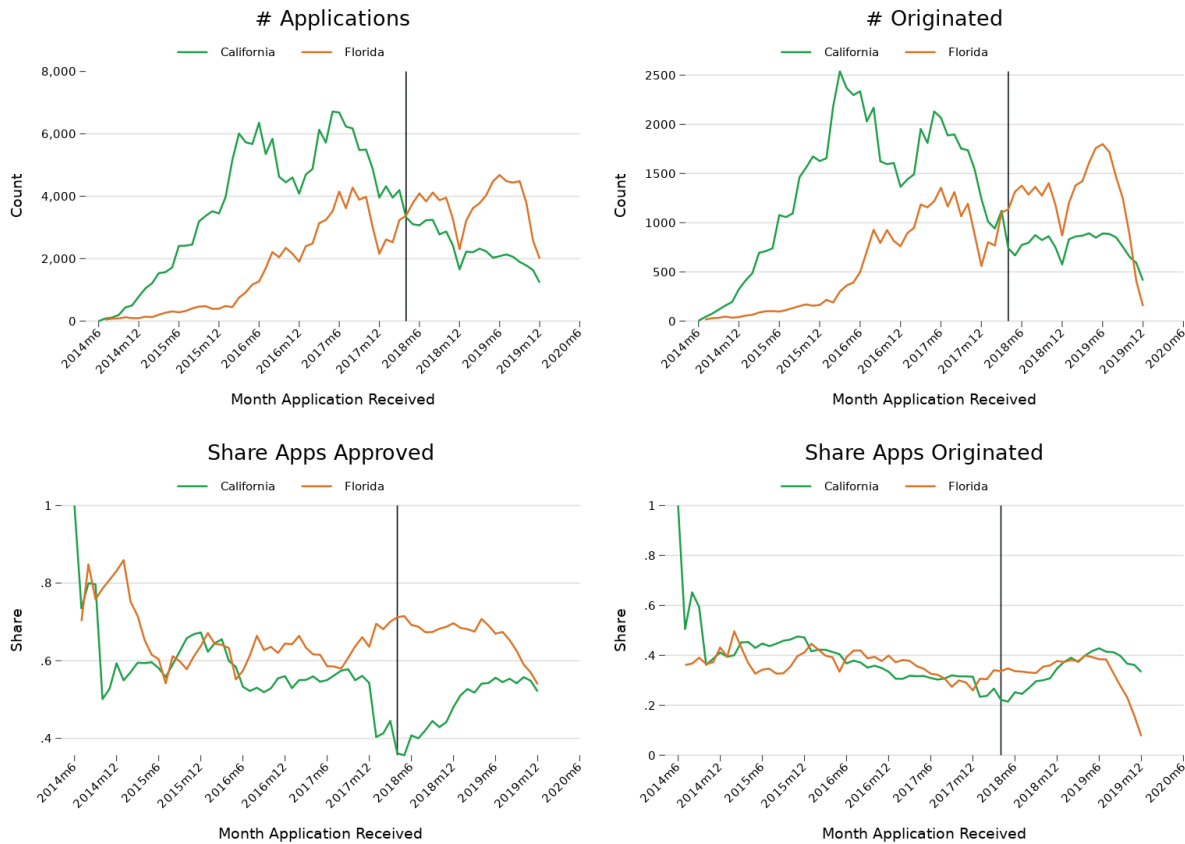 # Applications
California Florida
8,000
6,000
4,000
2,000
0
Count
2014m6 2014m12 2015m6 2015m12 2016m6 2016m12 2017m6 2017m12 2018m6 2018m12 2019m6 2019m12 2020m6
Month Application Received
# Originated
California Florida
2500
2000
1500
1000
500
0
Count
2014m6 2014m12 2015m6 2015m12 2016m6 2016m12 2017m6 2017m12 2018m6 2018m12 2019m6 2019m12 2020m6
Month Application Received
Share Apps Approved
California Florida
1
.8
.6
.4
Share
2014m6 2014m12 2015m6 2015m12 2016m6 2016m12 2017m6 2017m12 2018m6 2018m12 2019m6 2019m12 2020m6
Month Application Received
Share Apps Originated
California Florida
1
.8
.6
.4
.2
0
Share
2014m6 2014m12 2015m6 2015m12 2016m6 2016m12 2017m6 2017m12 2018m6 2018m12 2019m6 2019m12 2020m6
Month Application Received